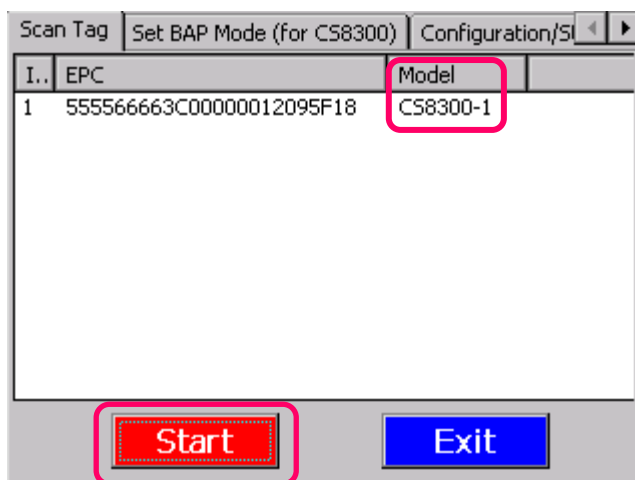 Scan Tag Set BAP Mode (for CS8300) Configuration/S
I.. EPC Model
1 555566663C00000012095F18 CS8300-1
Start Exit